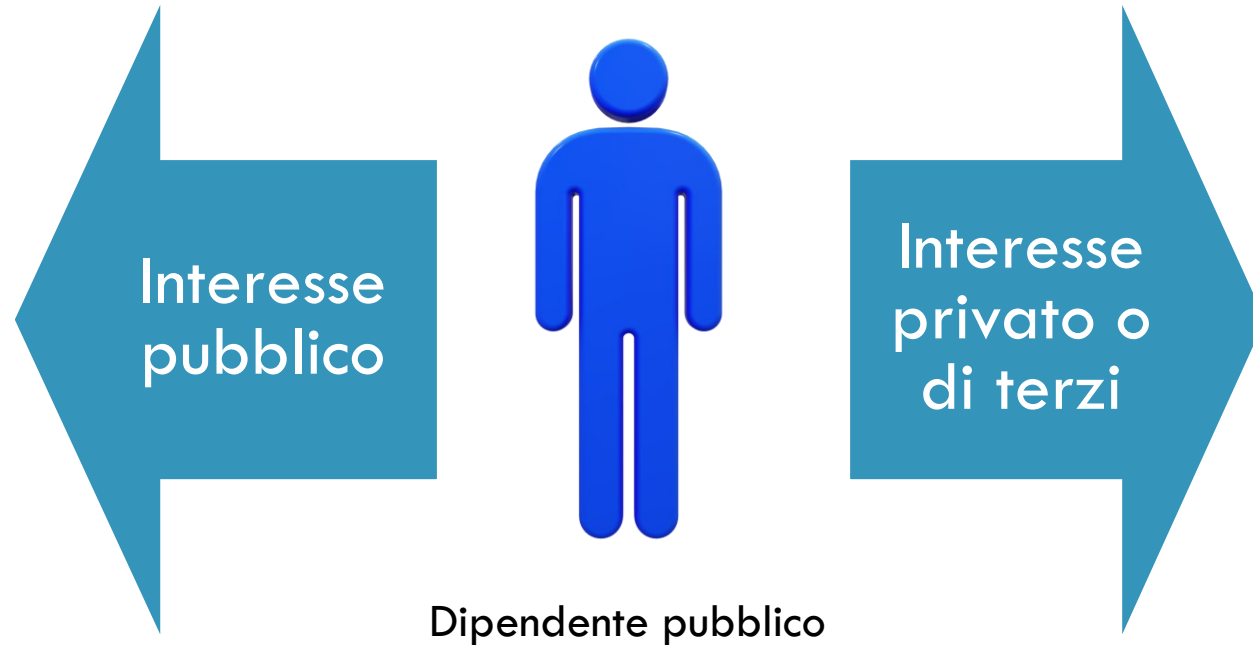 Interesse
pubblico
Interesse
privato o
di terzi
Dipendente pubblico